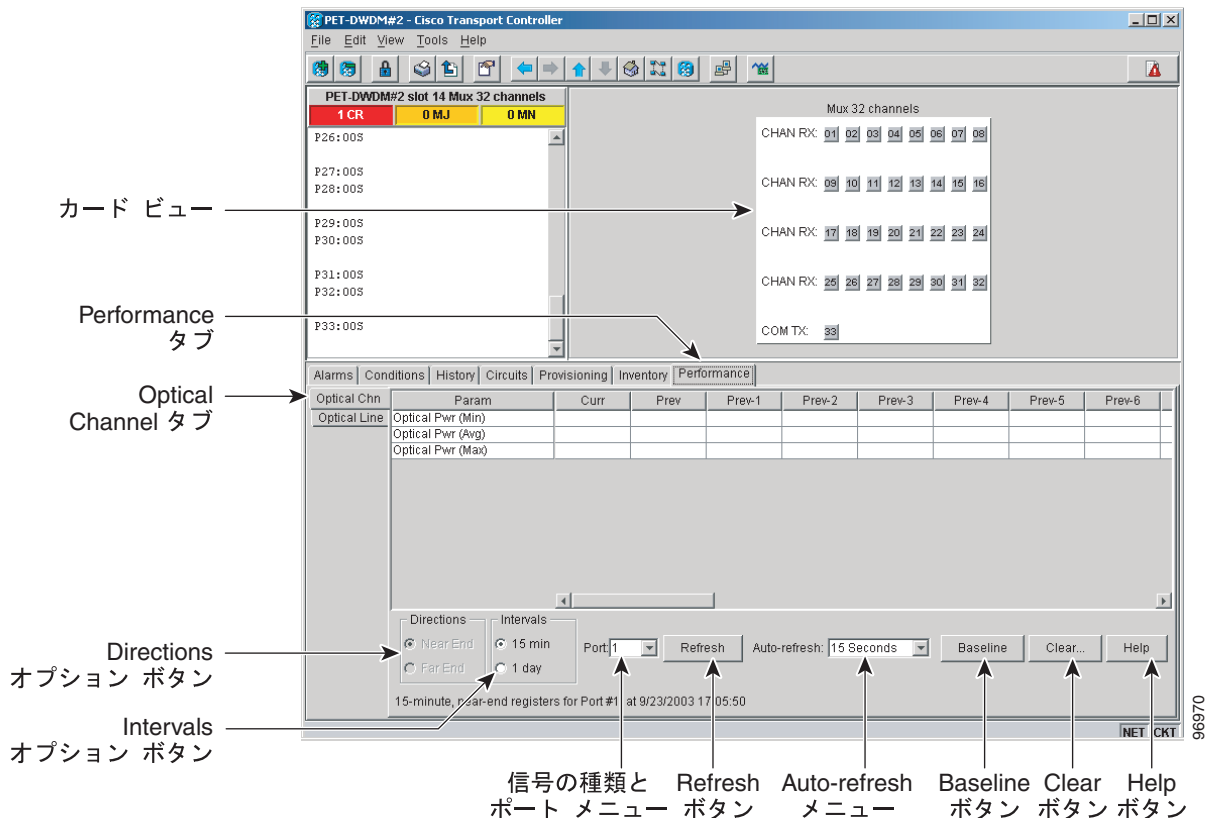 PET-DWDM#2 - Cisco Transport Controller
File Edit View Tools Help
PET-DWDM#2 slot 14 Mux 32 channels
1 CR 0 MJ 0 MN
P26:00S
P27:00S
P28:00S
P29:00S
P30:00S
P31:00S
P32:00S
P33:00S
Mux 32 channels
CHAN RX: 01 02 03 04 05 06 07 08
CHAN RX: 09 10 11 12 13 14 15 16
CHAN RX: 17 18 19 20 21 22 23 24
CHAN RX: 25 26 27 28 29 30 31 32
COM TX: 33
カード ビュー
Performance
タブ
Optical
Channel タブ
Alarms Conditions History Circuits Provisioning Inventory Performance
Optical Chn
Optical Line
Param Curr Prev Prev-1 Prev-2 Prev-3 Prev-4 Prev-5 Prev-6
Optical Pwr (Min)
Optical Pwr (Avg)
Optical Pwr (Max)
Directions
Near End
Far End
Intervals
15 min
1 day
Port: 1 Refresh Auto-refresh: 15 Seconds Baseline Clear... Help
15-minute, near-end registers for Port #1, at 9/23/2003 17:05:50
NET CKT
Directions
オプション ボタン
Intervals
オプション ボタン
信号の種類と
ポート メニュー
Refresh
ボタン
Auto-refresh
メニュー
Baseline
ボタン
Clear
ボタン
Help
ボタン
96970